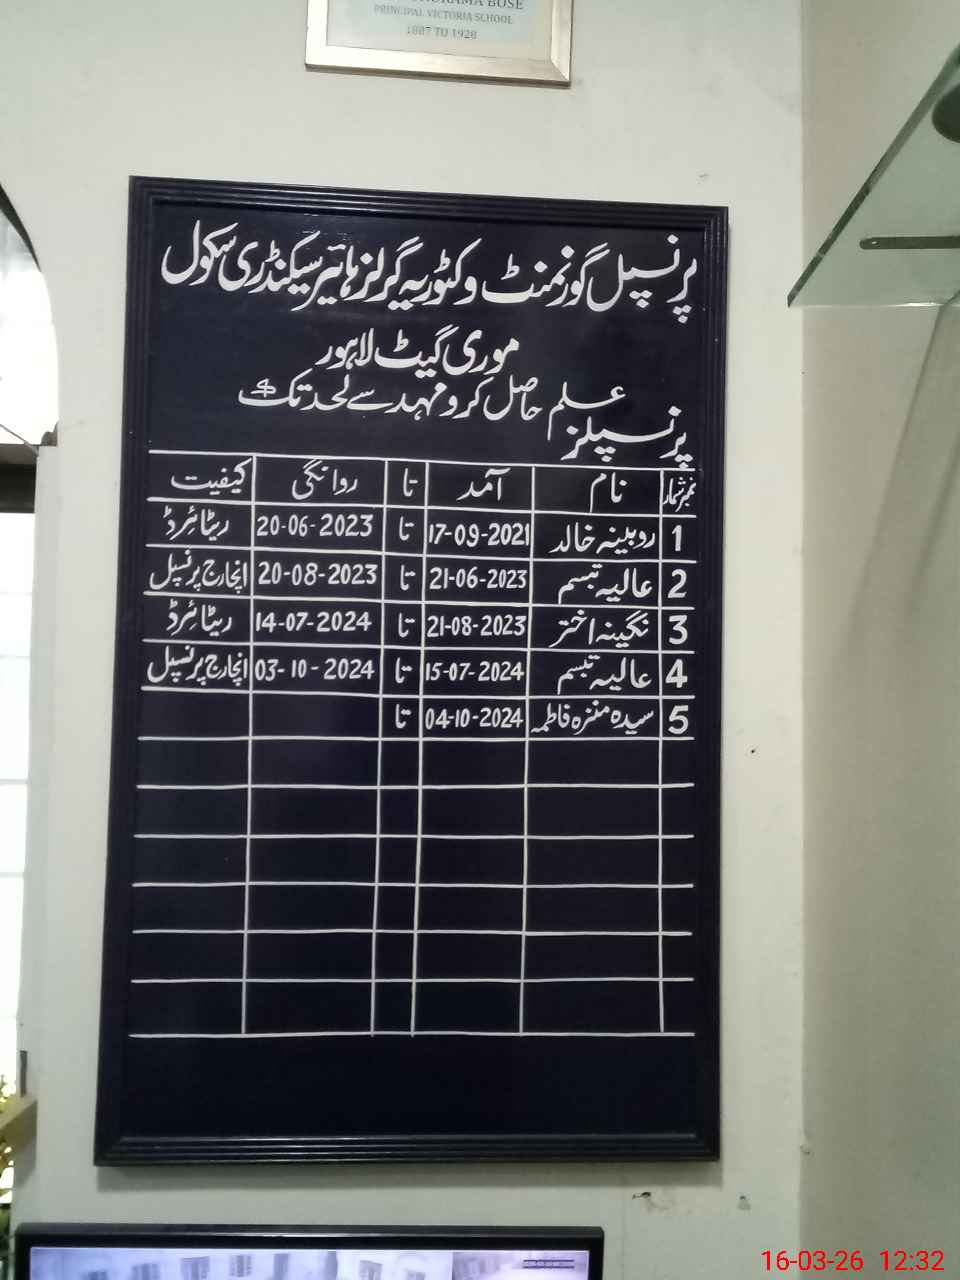 BOSE
PRINCIPAL VICTORIA SCHOOL
1887 TO 1928
پرنسپل گورنمنٹ وکٹوریہ گرلز ہائیر سیکنڈری سکول
موری گیٹ لاہور
علم حاصل کرو مہد سے لحد تک
پرنسپلز
نمبر شمار نام آمد تا روانگی کیفیت
1 روبینہ خالد 17-09-2021 تا 20-06-2023 ریٹائرڈ
2 عالیہ تبسم 21-06-2023 تا 20-08-2023 انچارج پرنسپل
3 نگینہ اختر 21-08-2023 تا 14-07-2024 ریٹائرڈ
4 عالیہ تبسم 15-07-2024 تا 03-10-2024 انچارج پرنسپل
5 سیدہ منزہ فاطمہ 04-10-2024 تا
16-03-26 12:32